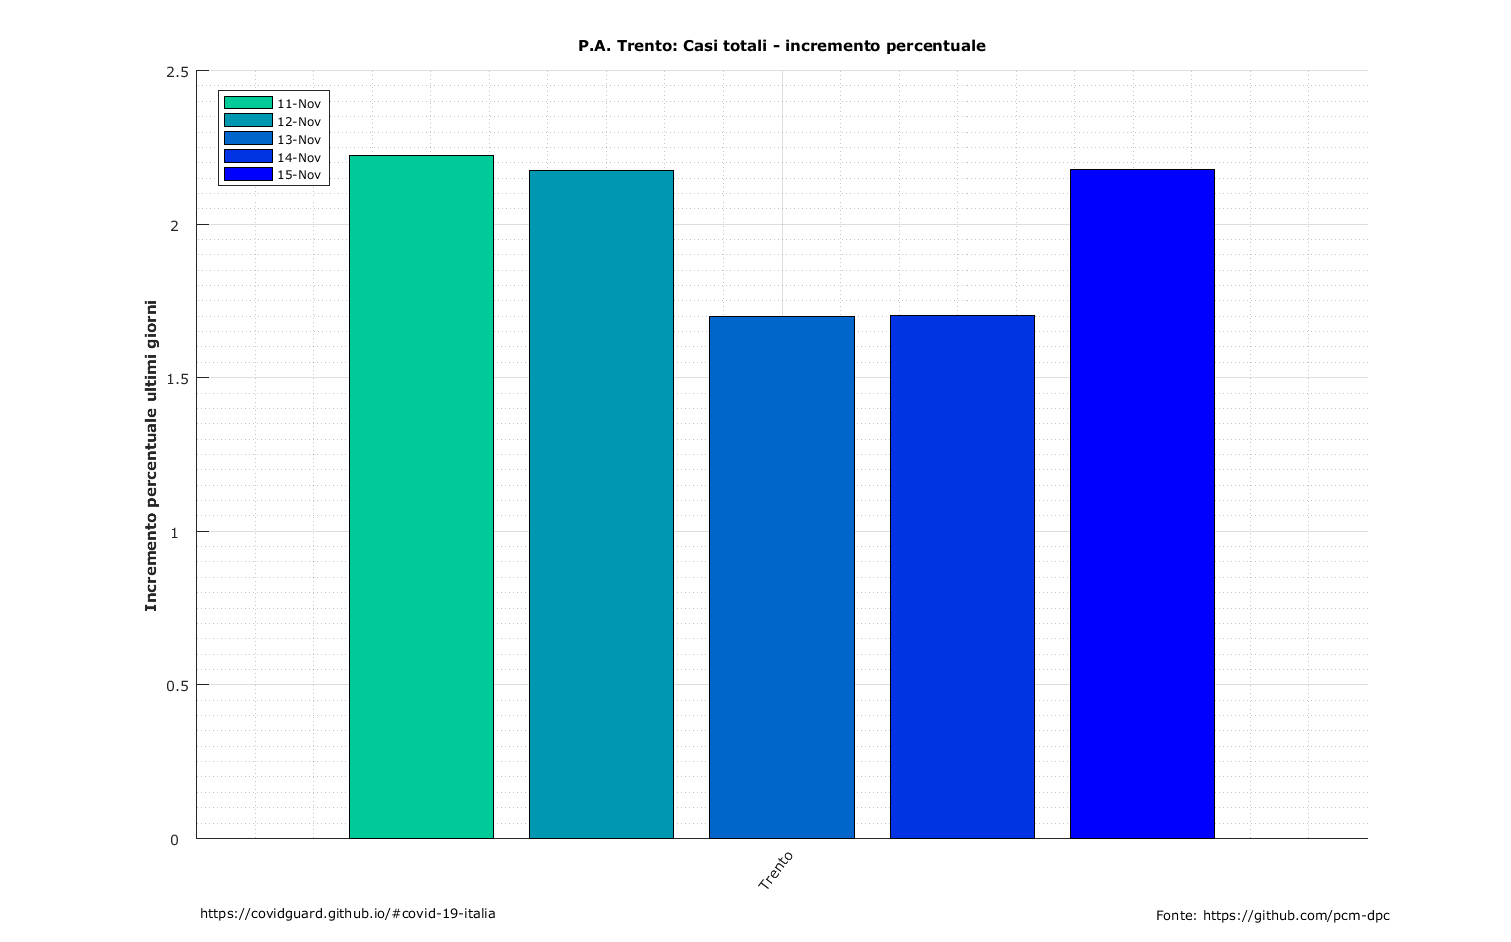 P.A. Trento: Casi totali - incremento percentuale
2.5
2
1.5
1
0.5
0
Incremento percentuale ultimi giorni
11-Nov
12-Nov
13-Nov
14-Nov
15-Nov
Trento
https://covidguard.github.io/#covid-19-italia
Fonte: https://github.com/pcm-dpc